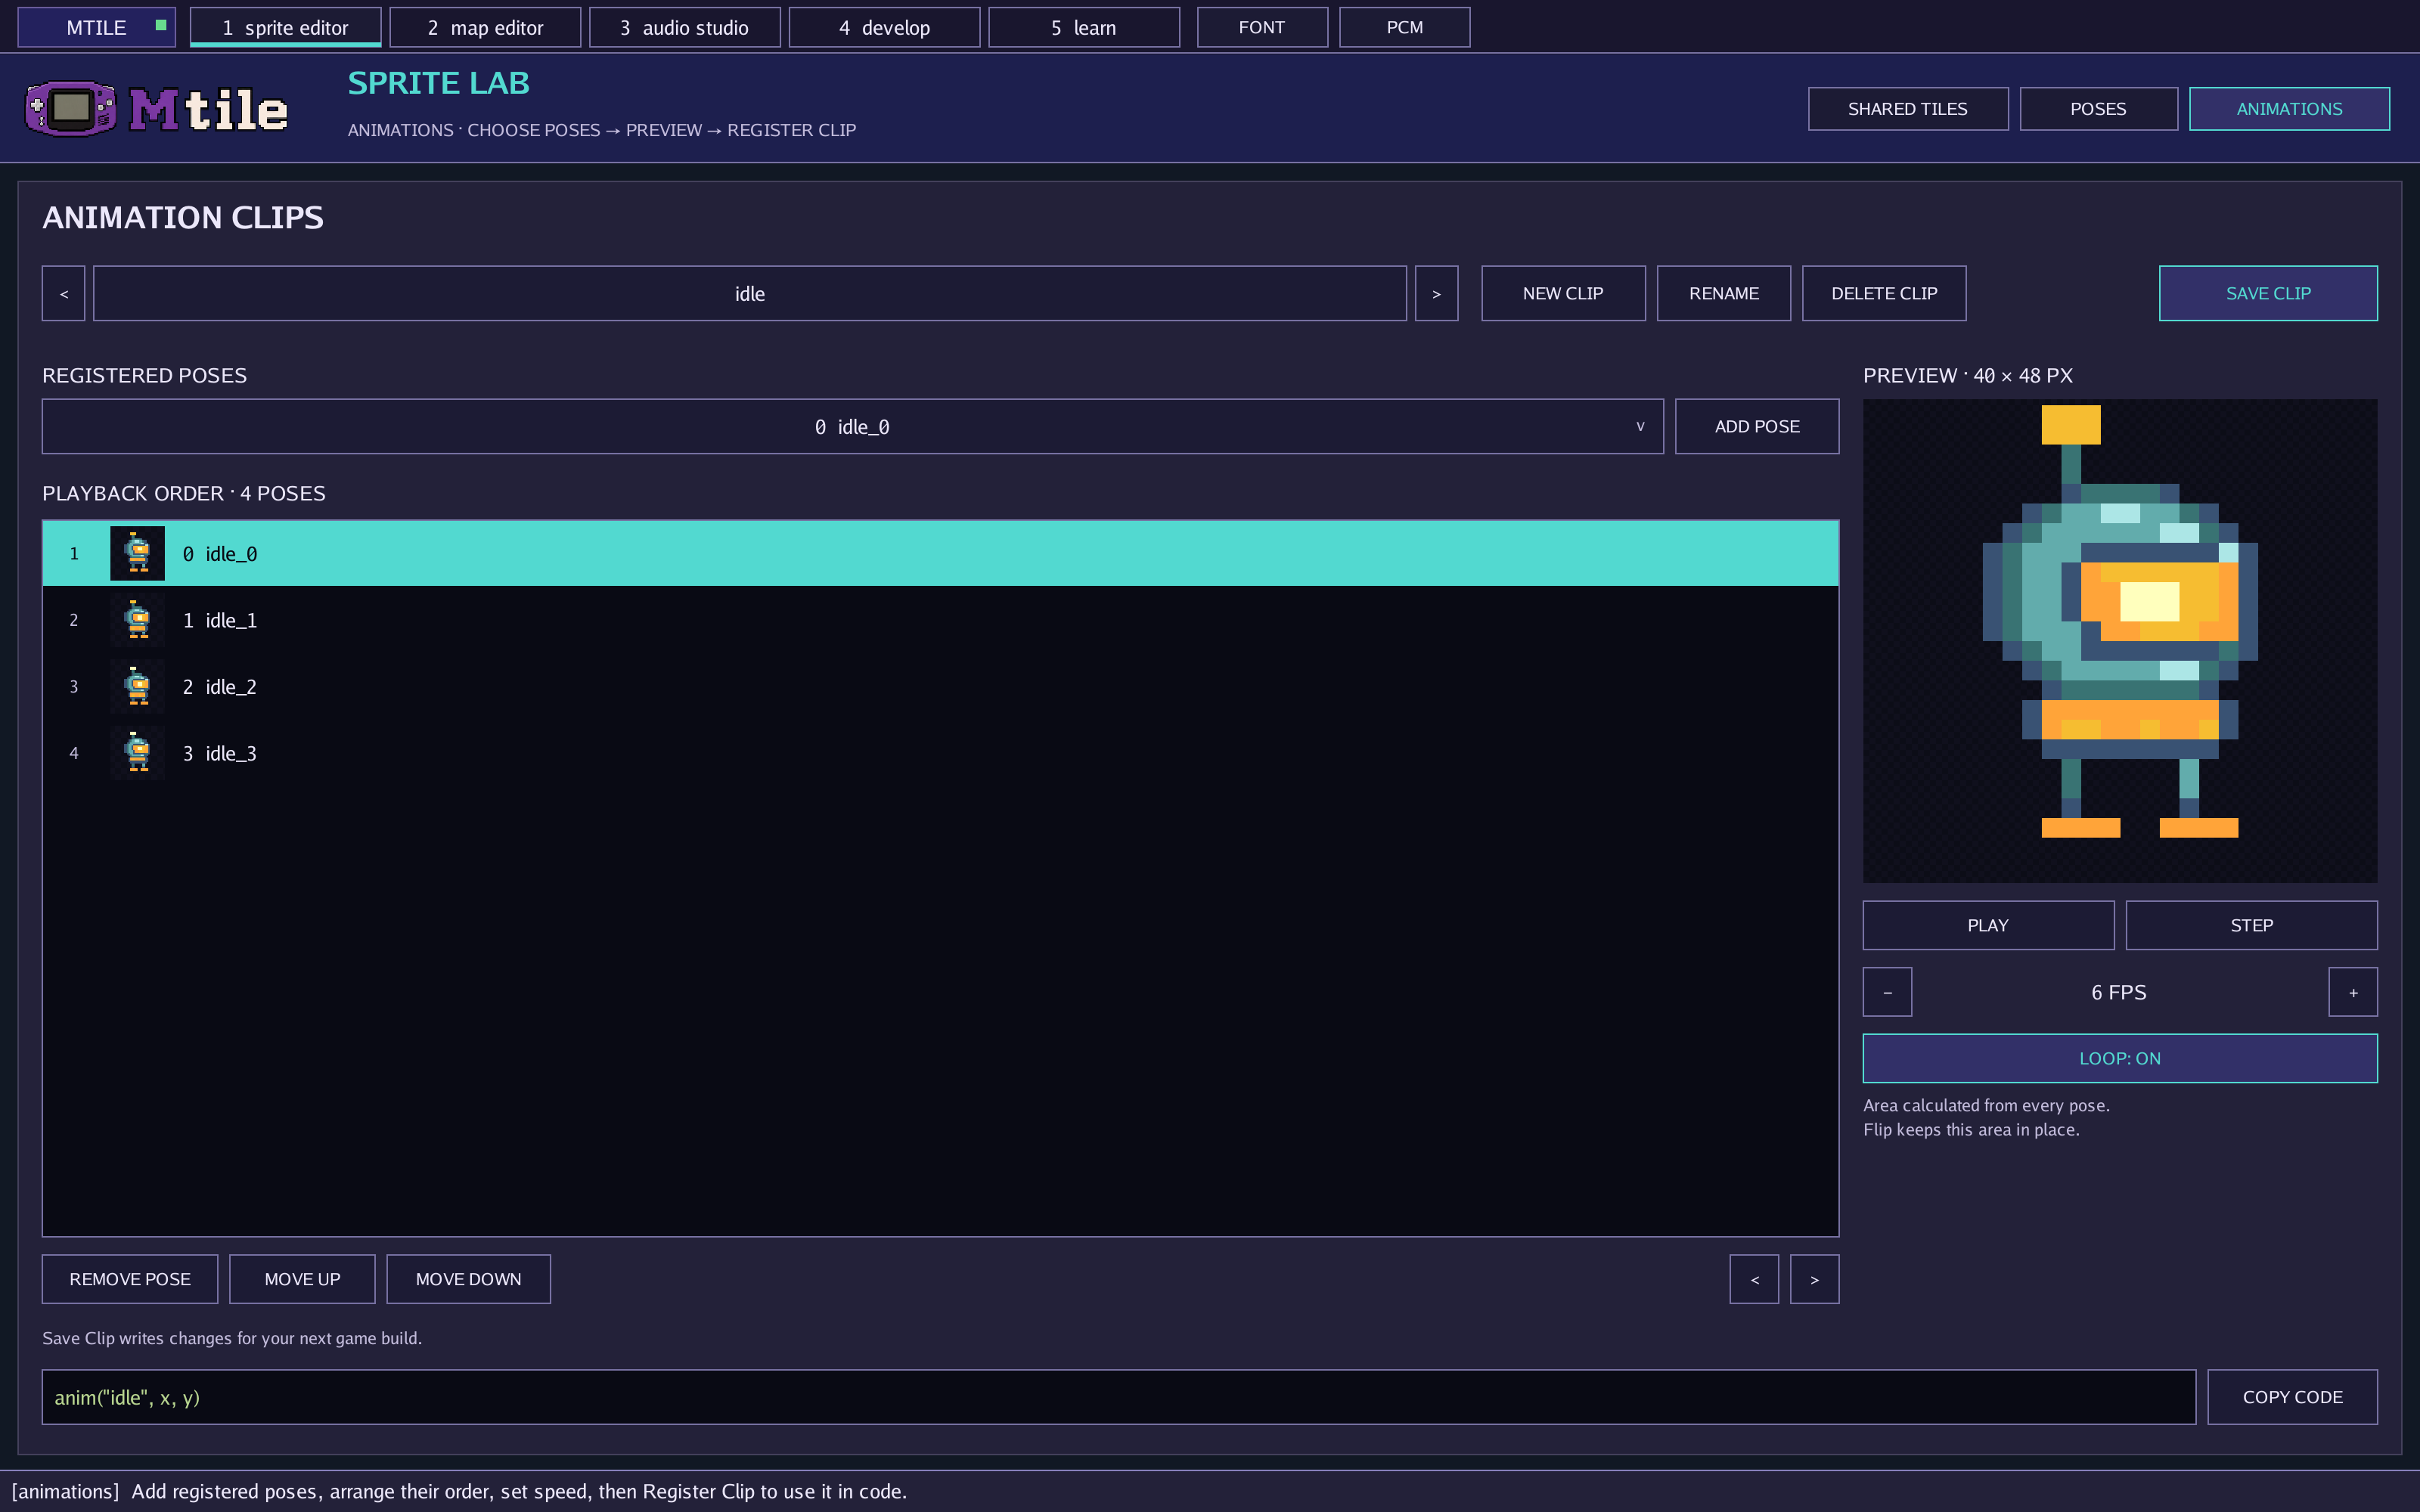 MTILE
1 sprite editor
2 map editor
3 audio studio
4 develop
5 learn
FONT
PCM
Mtile
SPRITE LAB
ANIMATIONS · CHOOSE POSES → PREVIEW → REGISTER CLIP
SHARED TILES
POSES
ANIMATIONS
ANIMATION CLIPS
<
idle
>
NEW CLIP
RENAME
DELETE CLIP
SAVE CLIP
REGISTERED POSES
0 idle_0
v
ADD POSE
PLAYBACK ORDER · 4 POSES
1 0 idle_0
2 1 idle_1
3 2 idle_2
4 3 idle_3
PREVIEW · 40 × 48 PX
PLAY
STEP
−
6 FPS
+
LOOP: ON
Area calculated from every pose.
Flip keeps this area in place.
REMOVE POSE
MOVE UP
MOVE DOWN
<
>
Save Clip writes changes for your next game build.
anim("idle", x, y)
COPY CODE
[animations] Add registered poses, arrange their order, set speed, then Register Clip to use it in code.